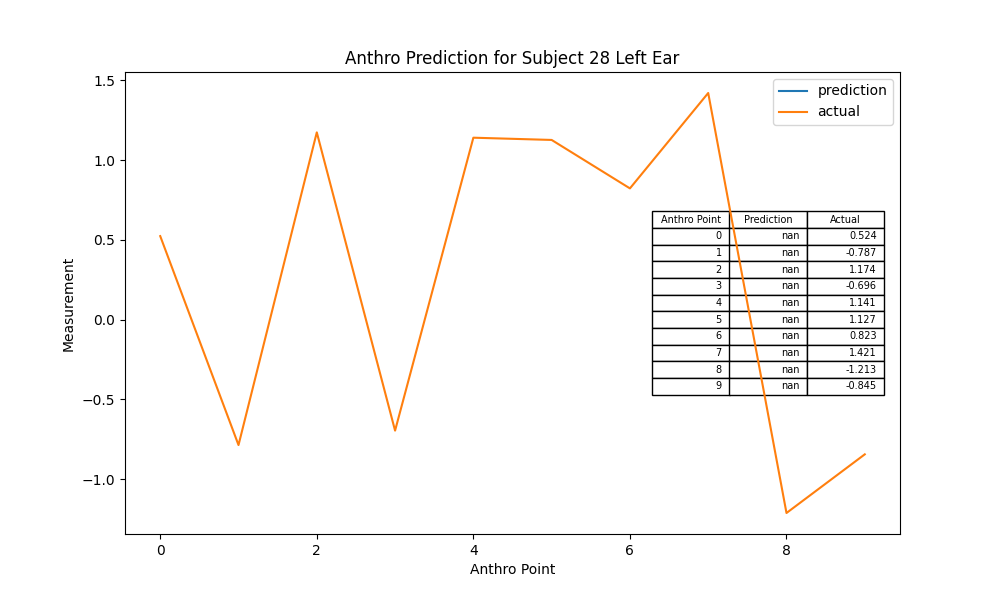 Anthro Prediction for Subject 28 Left Ear
prediction
actual
1.5
1.0
0.5
0.0
−0.5
−1.0
Measurement
Anthro Point Prediction Actual
0 nan 0.524
1 nan -0.787
2 nan 1.174
3 nan -0.696
4 nan 1.141
5 nan 1.127
6 nan 0.823
7 nan 1.421
8 nan -1.213
9 nan -0.845
0 2 4 6 8
Anthro Point